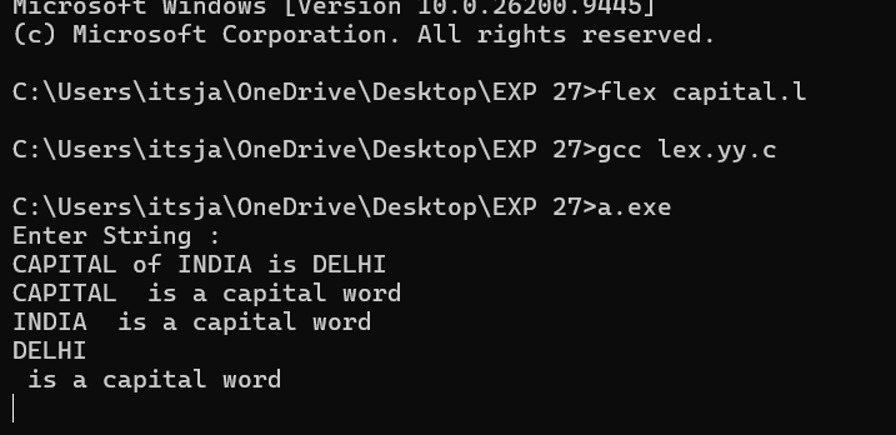 Microsoft Windows [Version 10.0.26200.9445]
(c) Microsoft Corporation. All rights reserved.
C:\Users\itsja\OneDrive\Desktop\EXP 27>flex capital.l
C:\Users\itsja\OneDrive\Desktop\EXP 27>gcc lex.yy.c
C:\Users\itsja\OneDrive\Desktop\EXP 27>a.exe
Enter String :
CAPITAL of INDIA is DELHI
CAPITAL  is a capital word
INDIA  is a capital word
DELHI
 is a capital word